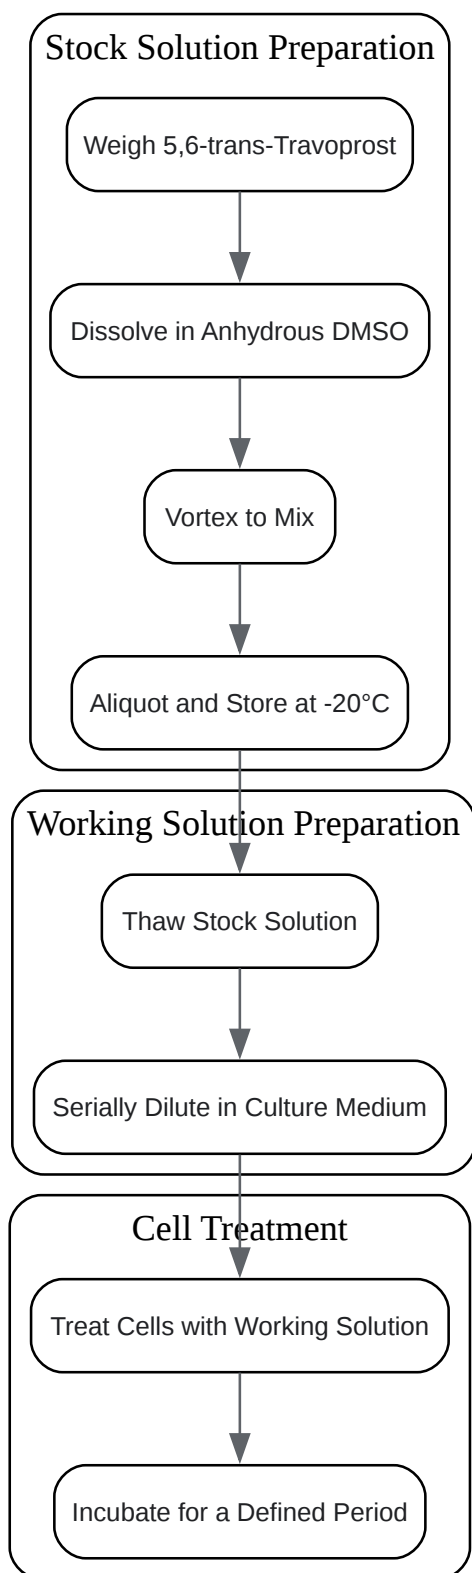 Stock Solution Preparation
Weigh 5,6-trans-Travoprost
Dissolve in Anhydrous DMSO
Vortex to Mix
Aliquot and Store at -20°C
Working Solution Preparation
Thaw Stock Solution
Serially Dilute in Culture Medium
Cell Treatment
Treat Cells with Working Solution
Incubate for a Defined Period